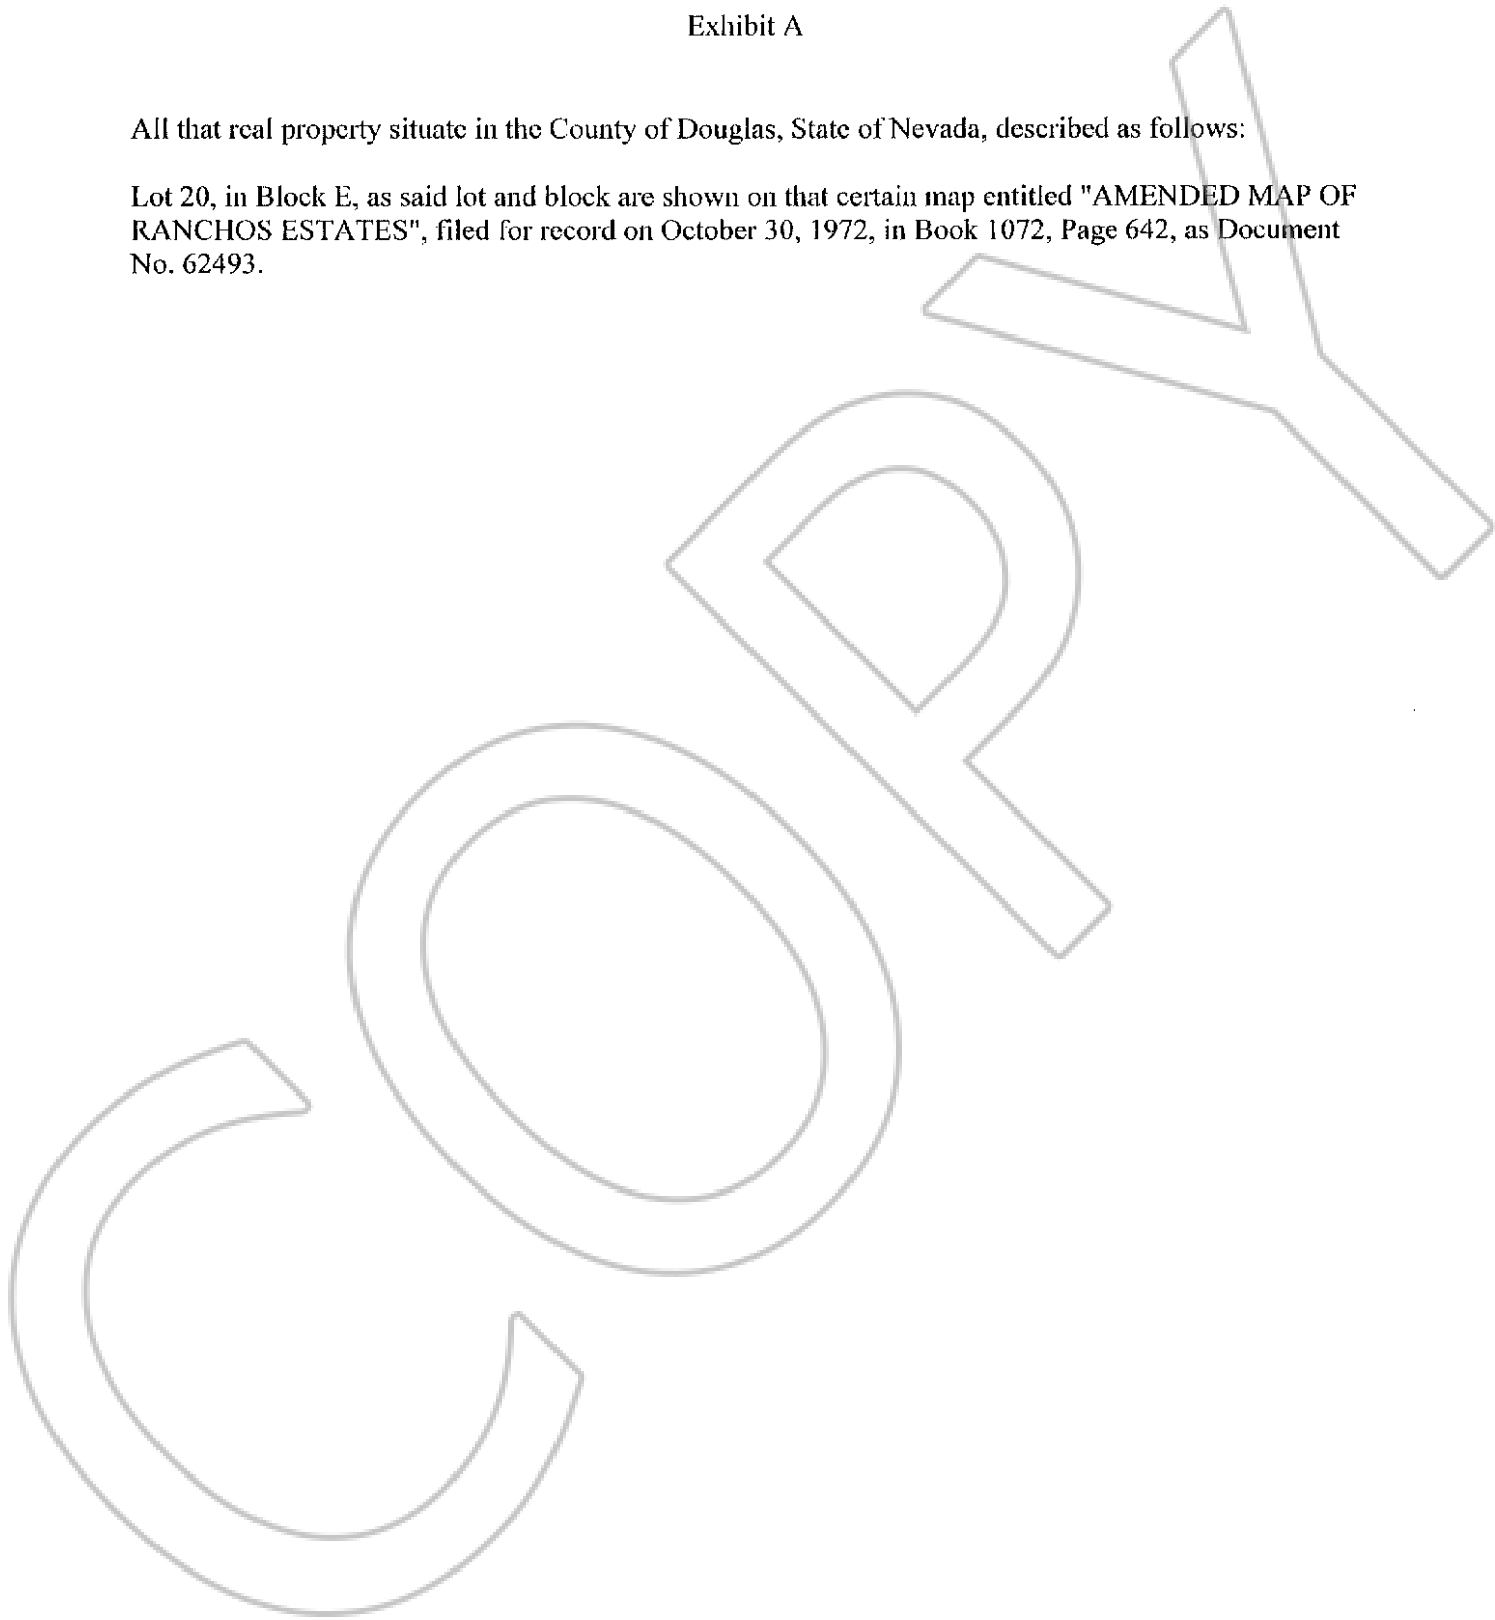 Exhibit A
All that real property situate in the County of Douglas, State of Nevada, described as follows:
Lot 20, in Block E, as said lot and block are shown on that certain map entitled "AMENDED MAP OF
RANCHOS ESTATES", filed for record on October 30, 1972, in Book 1072, Page 642, as Document
No. 62493.
COPY